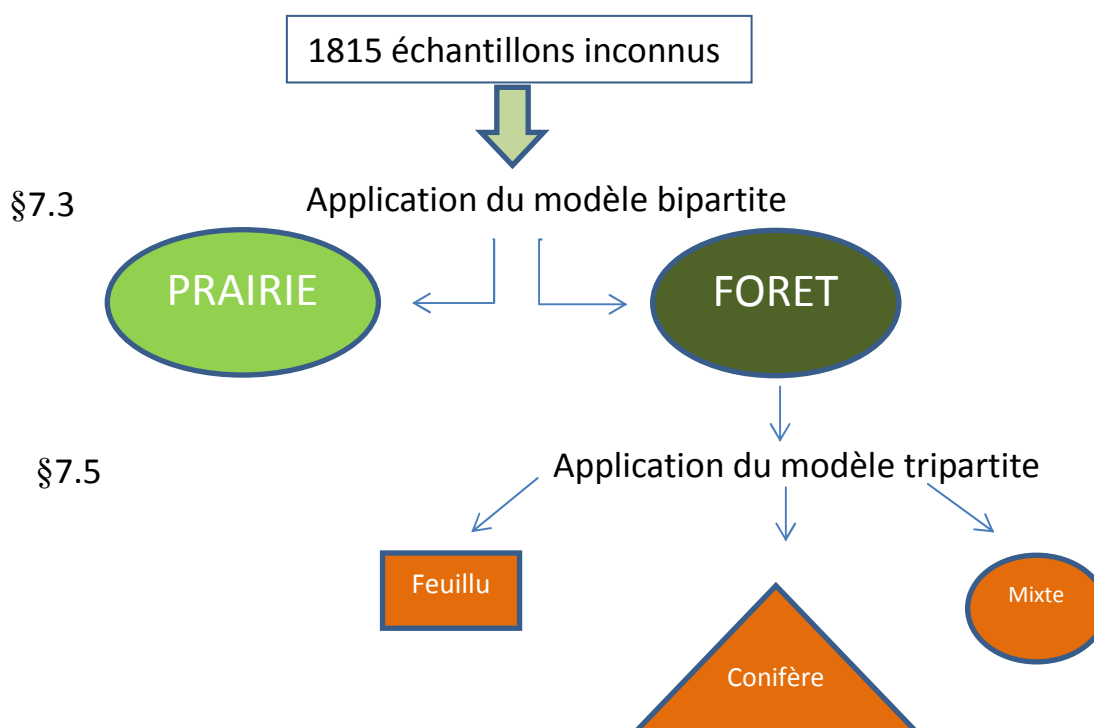 1815 échantillons inconnus
§7.3
Application du modèle bipartite
PRAIRIE
FORET
§7.5
Application du modèle tripartite
Feuillu
Mixte
Conifère